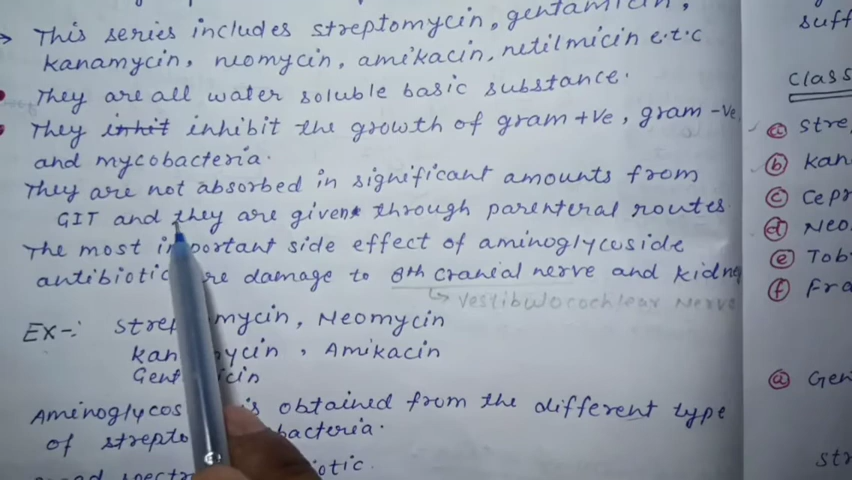 This series includes streptomycin, gentamicin,
kanamycin, neomycin, amikacin, netilmicin e.t.c
They are all water soluble basic substance.
They inhit inhibit the growth of gram +ve, gram -ve
and mycobacteria.
They are not absorbed in significant amounts from
GIT and they are given through parenteral routes.
The most important side effect of aminoglycoside
antibiotic are damage to 8th cranial nerve and kidney
↳ Vestibulocochlear Nerve
EX-: Streptomycin, Neomycin
Kanamycin, Amikacin
Gentamicin
Aminoglycos is obtained from the different type
of strepto bacteria.
otic.
suff
Class
(a) Stre
(b) Kan
(c) Cepr
(d) Neo
(e) Tob
(f) Fra
(a) Gen
str